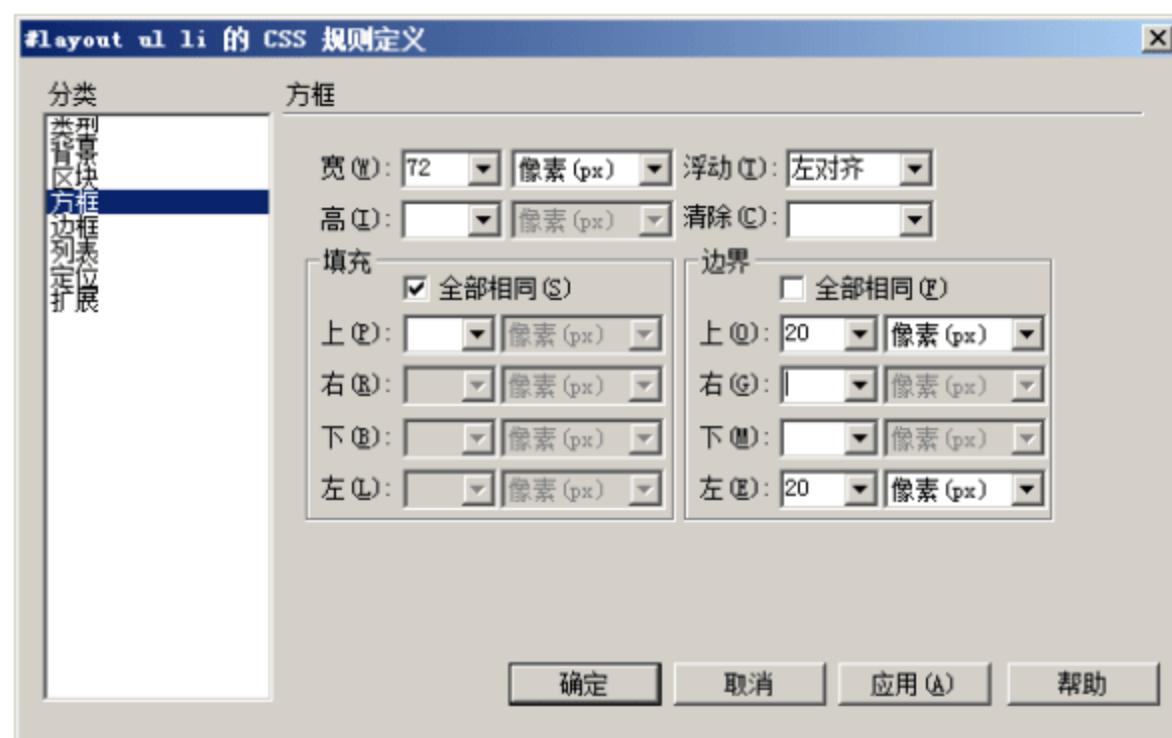 #layout ul li 的 CSS 规则定义
分类
类型
背景
区块
方框
边框
列表
定位
扩展
方框
宽(W): 72 像素(px) 浮动(T): 左对齐
高(I): 像素(px) 清除(C):
填充
全部相同(S)
上(P): 像素(px)
右(R): 像素(px)
下(B): 像素(px)
左(L): 像素(px)
边界
全部相同(F)
上(O): 20 像素(px)
右(G): 像素(px)
下(M): 像素(px)
左(E): 20 像素(px)
确定 取消 应用(A) 帮助